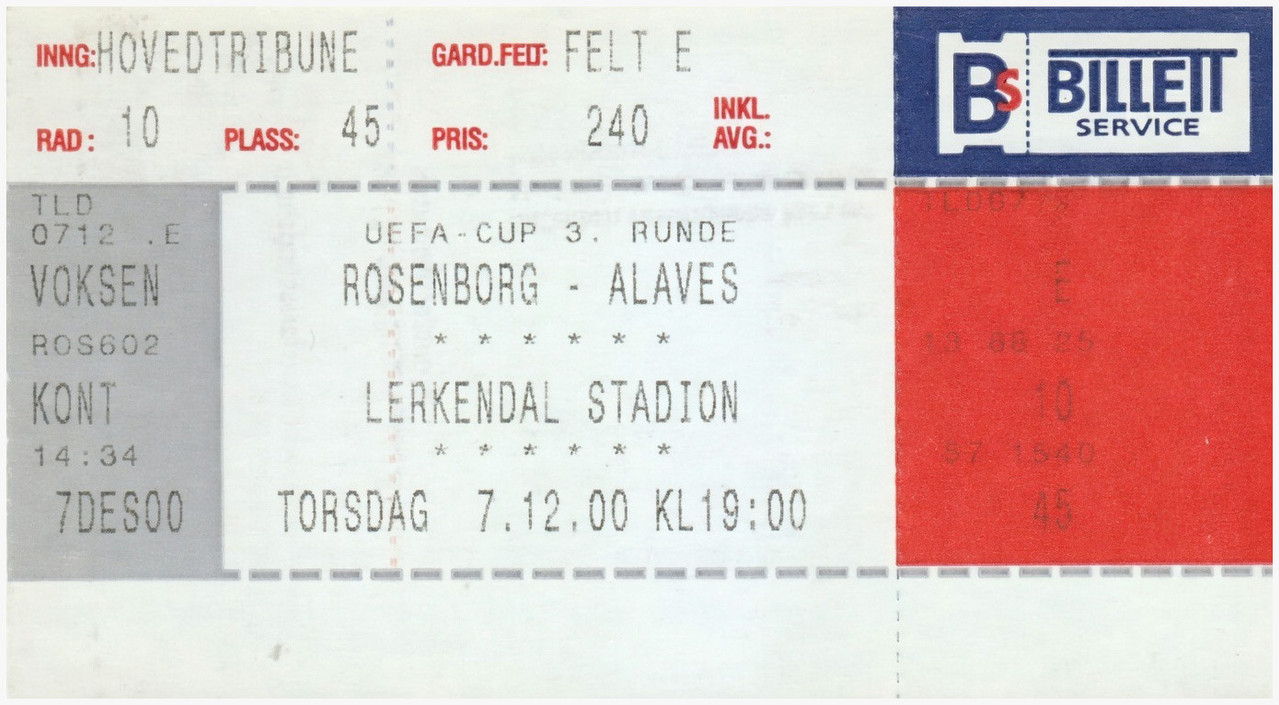 INNG: HOVEDTRIBUNE GARD.FELT: FELT E
RAD: 10 PLASS: 45 PRIS: 240 INKL. AVG.:
BS BILLETT SERVICE
TLD
0712 .E
VOKSEN
ROS602
KONT
14:34
7DES00
UEFA-CUP 3. RUNDE
ROSENBORG - ALAVES
* * * * * *
LERKENDAL STADION
* * * * * *
TORSDAG 7.12.00 KL19:00
E
10
57 1540
45